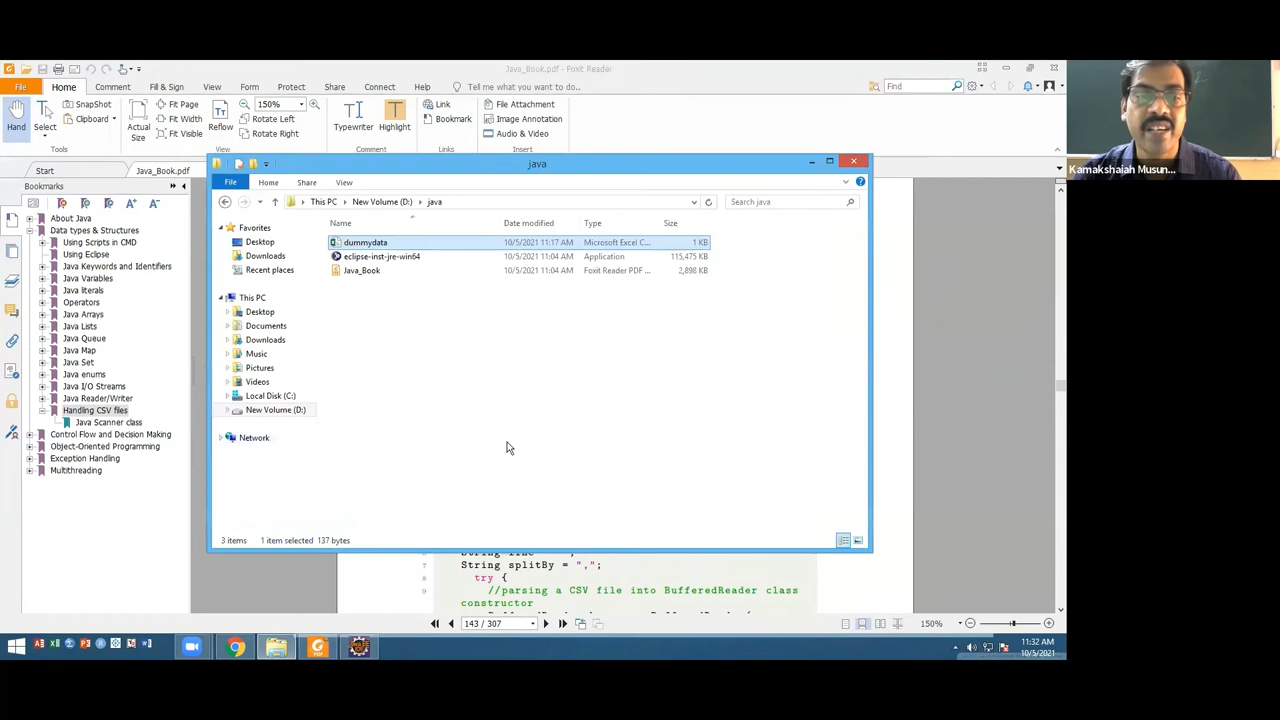 Java_Book.pdf - Foxit Reader
File Home Comment Fill & Sign View Form Protect Share Connect Help Tell me what you want to do.. Find
Hand
Select
SnapShot
Clipboard
Tools
Actual
Size
Fit Page
Fit Width
Fit Visible
Reflow
150%
Rotate Left
Rotate Right
View
Typewriter
Highlight
Comment
Link
Bookmark
Links
File Attachment
Image Annotation
Audio & Video
Insert
Kamakshaiah Musun...
Start Java_Book.pdf
Bookmarks
About Java
Data types & Structures
Using Scripts in CMD
Using Eclipse
Java Keywords and Identifiers
Java Variables
Java literals
Operators
Java Arrays
Java Lists
Java Queue
Java Map
Java Set
Java enums
Java I/O Streams
Java Reader/Writer
Handling CSV files
Java Scanner class
Control Flow and Decision Making
Object-Oriented Programming
Exception Handling
Multithreading
java
File Home Share View
This PC New Volume (D:) java Search java
Favorites
Desktop
Downloads
Recent places
This PC
Desktop
Documents
Downloads
Music
Pictures
Videos
Local Disk (C:)
New Volume (D:)
Network
Name Date modified Type Size
dummydata 10/5/2021 11:17 AM Microsoft Excel C... 1 KB
eclipse-inst-jre-win64 10/5/2021 11:04 AM Application 115,475 KB
Java_Book 10/5/2021 11:04 AM Foxit Reader PDF ... 2,898 KB
3 items 1 item selected 137 bytes
7 String splitBy = ",";
8 try {
9 //parsing a CSV file into BufferedReader class
constructor
143 / 307 150%
11:32 AM
10/5/2021